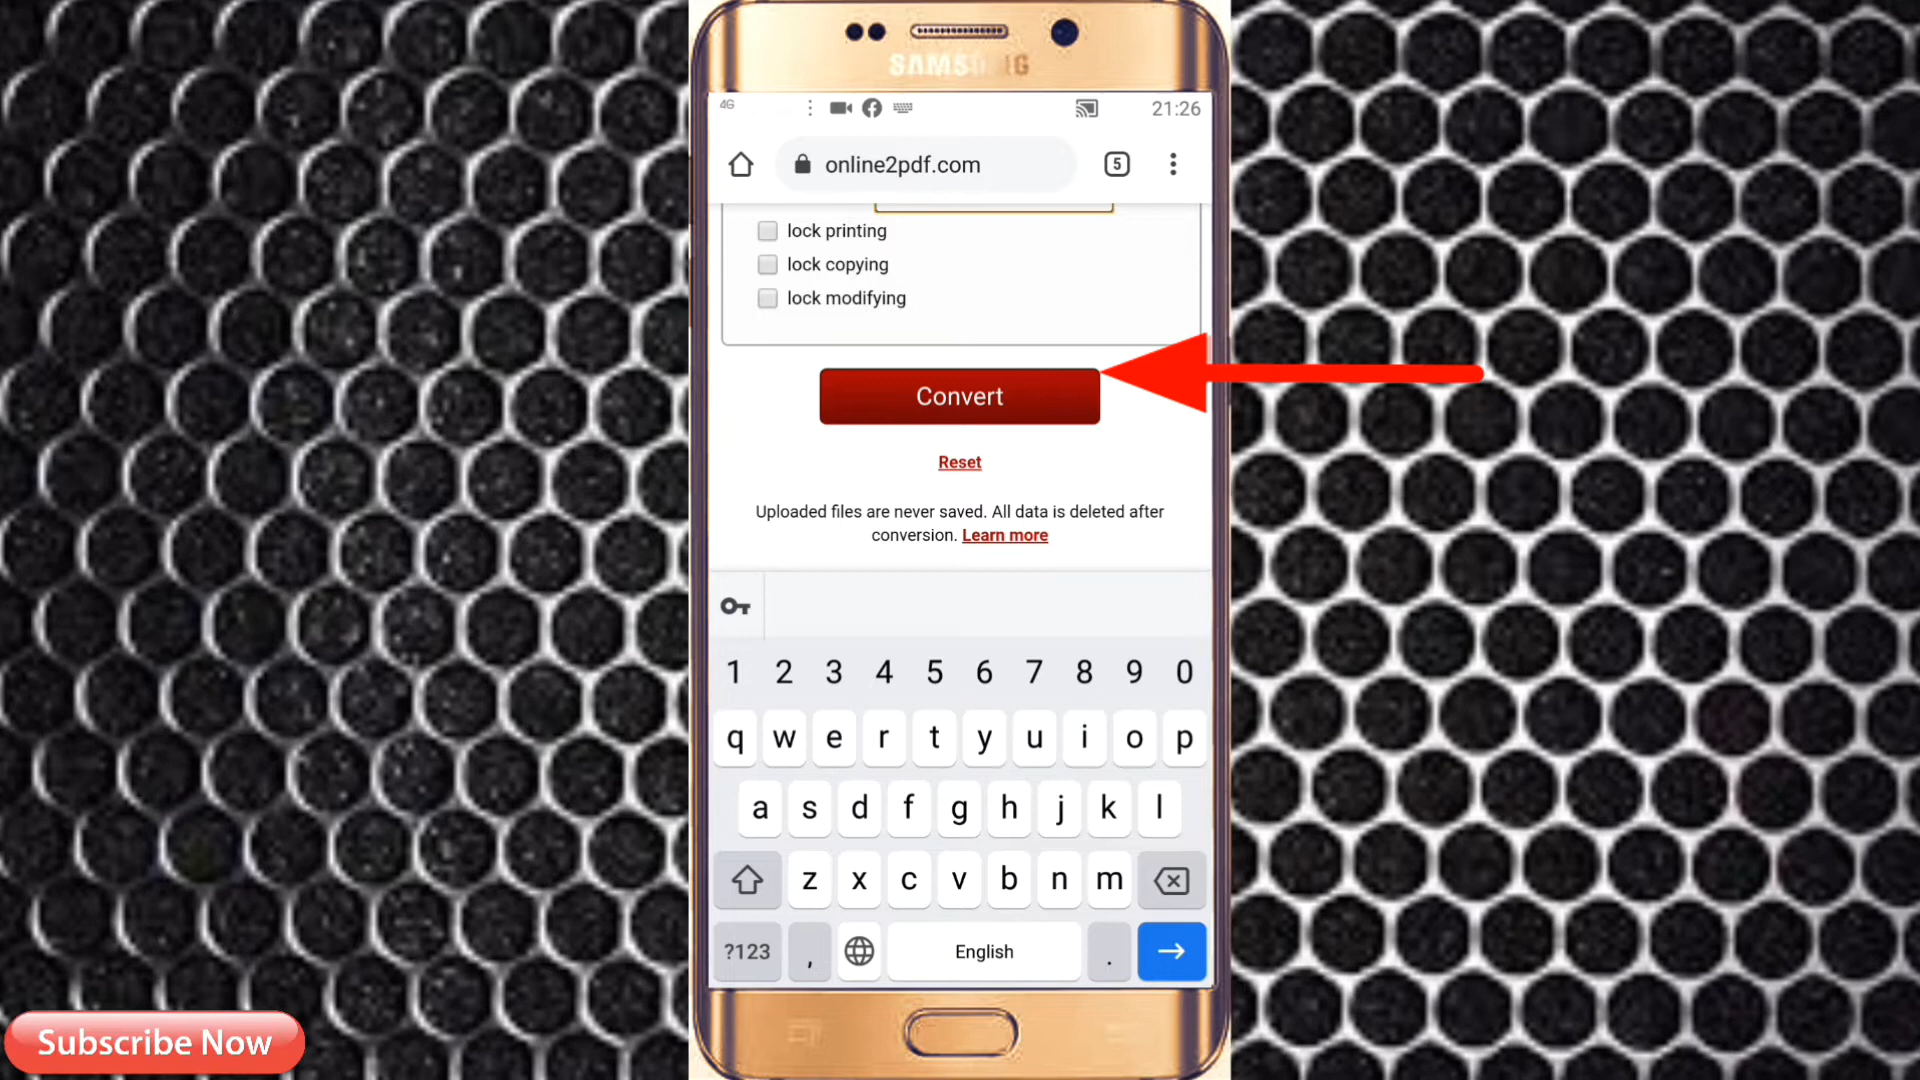 SAMSUNG
4G
21:26
online2pdf.com
5
lock printing
lock copying
lock modifying
Convert
Reset
Uploaded files are never saved. All data is deleted after
conversion. Learn more
1 2 3 4 5 6 7 8 9 0
q w e r t y u i o p
a s d f g h j k l
z x c v b n m
?123 , English .
Subscribe Now